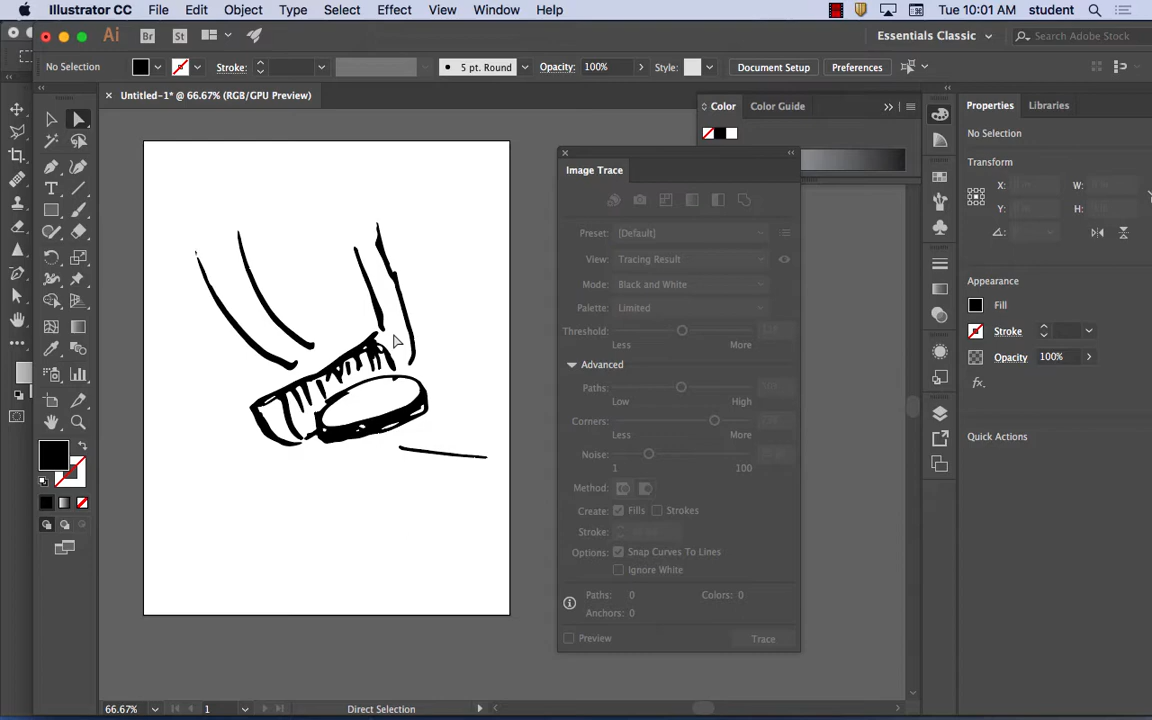 Illustrator CC File Edit Object Type Select Effect View Window Help Tue 10:01 AM student
Ai Br St Essentials Classic Search Adobe Stock
No Selection Stroke: 5 pt. Round Opacity: 100% Style: Document Setup Preferences
× Untitled-1* @ 66.67% (RGB/GPU Preview)
Color Color Guide
Properties Libraries
No Selection
Transform
X: W:
Y: H:
Appearance
Fill
Stroke
Opacity 100%
fx.
Quick Actions
Image Trace
Preset: [Default]
View: Tracing Result
Mode: Black and White
Palette: Limited
Threshold:
Less More
Advanced
Paths:
Low High
Corners:
Less More
Noise:
1 100
Method:
Create: Fills Strokes
Stroke:
Options: Snap Curves To Lines
Ignore White
Paths: 0 Colors: 0
Anchors: 0
Preview Trace
66.67% 1 Direct Selection